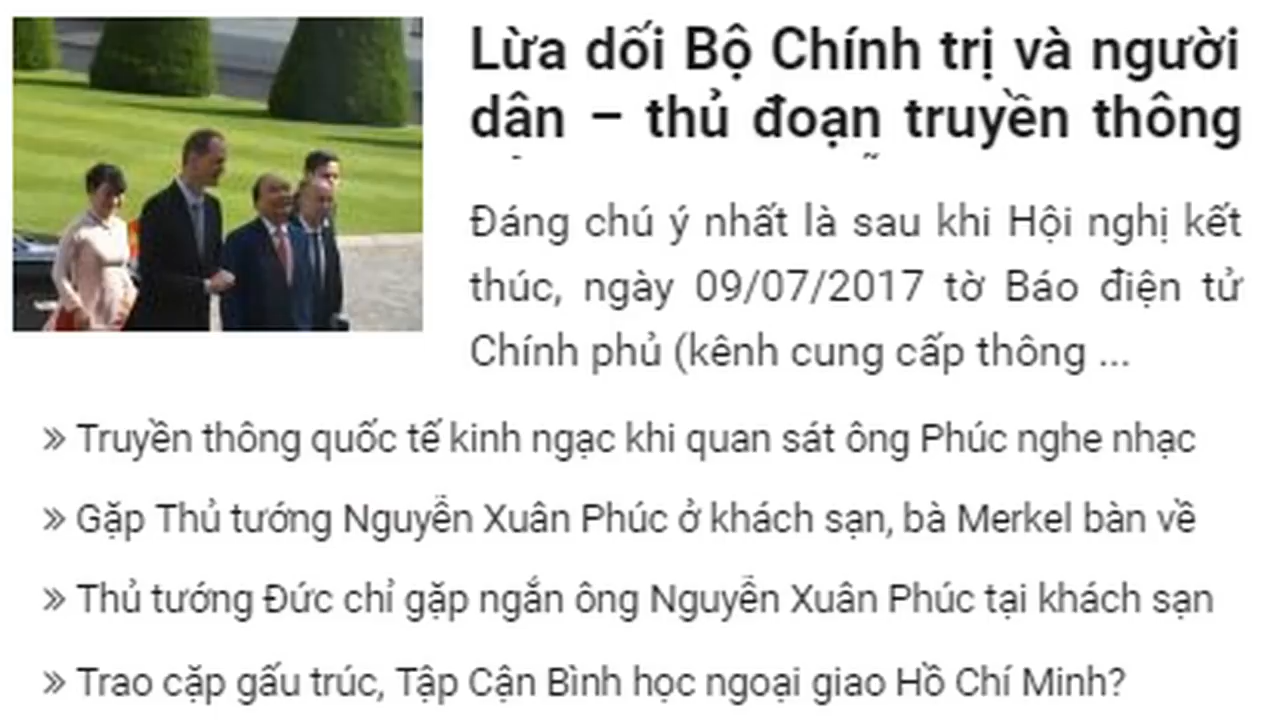 Lừa dối Bộ Chính trị và người
dân – thủ đoạn truyền thông
Đáng chú ý nhất là sau khi Hội nghị kết
thúc, ngày 09/07/2017 tờ Báo điện tử
Chính phủ (kênh cung cấp thông ...
» Truyền thông quốc tế kinh ngạc khi quan sát ông Phúc nghe nhạc
» Gặp Thủ tướng Nguyễn Xuân Phúc ở khách sạn, bà Merkel bàn về
» Thủ tướng Đức chỉ gặp ngắn ông Nguyễn Xuân Phúc tại khách sạn
» Trao cặp gấu trúc, Tập Cận Bình học ngoại giao Hồ Chí Minh?